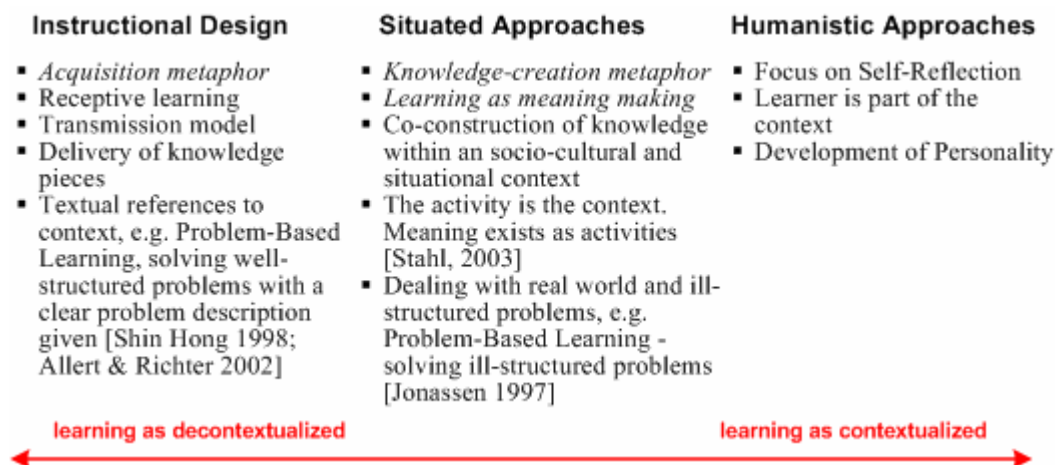 Instructional Design
▪ Acquisition metaphor
▪ Receptive learning
▪ Transmission model
▪ Delivery of knowledge
pieces
▪ Textual references to
context, e.g. Problem-Based
Learning, solving well-
structured problems with a
clear problem description
given [Shin Hong 1998;
Allert & Richter 2002]
Situated Approaches
▪ Knowledge-creation metaphor
▪ Learning as meaning making
▪ Co-construction of knowledge
within an socio-cultural and
situational context
▪ The activity is the context.
Meaning exists as activities
[Stahl, 2003]
▪ Dealing with real world and ill-
structured problems, e.g.
Problem-Based Learning -
solving ill-structured problems
[Jonassen 1997]
Humanistic Approaches
▪ Focus on Self-Reflection
▪ Learner is part of the
context
▪ Development of Personality
learning as decontextualized
learning as contextualized